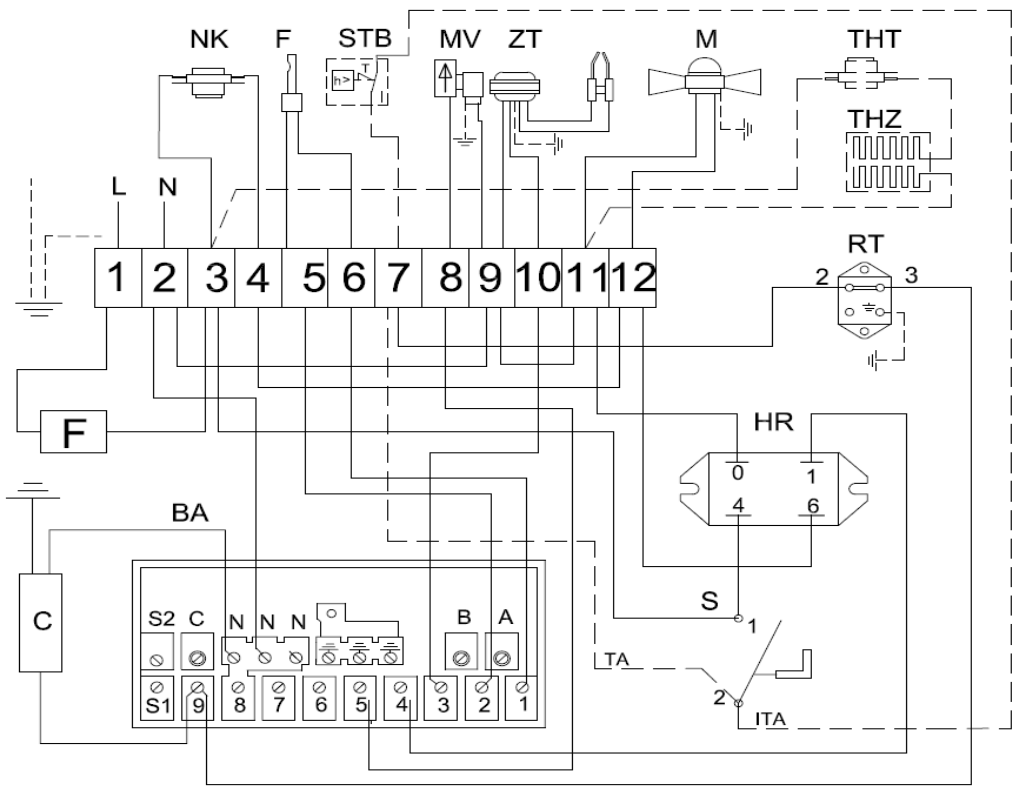 NK F STB MV ZT M THT
h> T
I
THZ
L N
RT
1 2 3 4 5 6 7 8 9 10 11 12
2 3
F
HR
0 1
4 6
BA
C
S
1
S2 C N N N B A
TA
2
S1 9 8 7 6 5 4 3 2 1
ITA